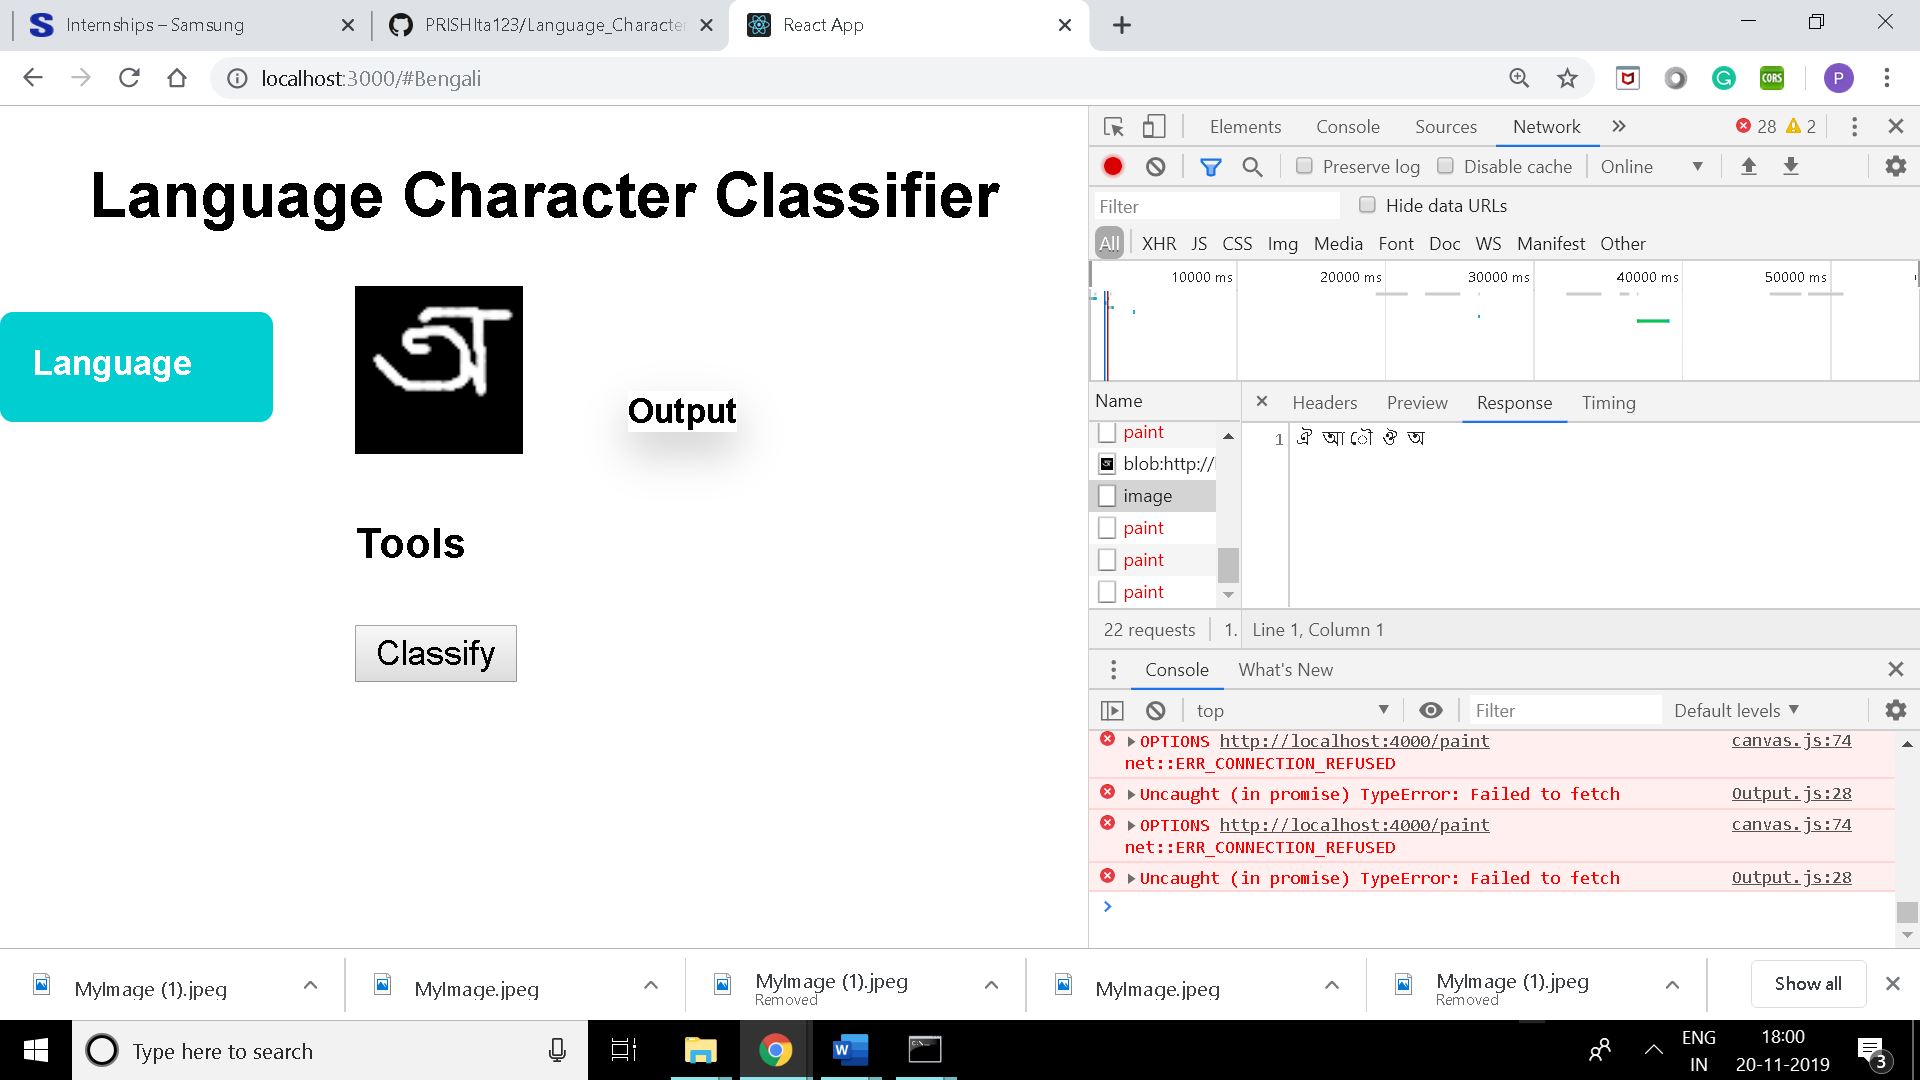 Internships – Samsung
PRISHIta123/Language_Character
React App
localhost:3000/#Bengali
CORS
P
Language Character Classifier
অ
Language
Output
Tools
Classify
Elements Console Sources Network 28 2
Preserve log Disable cache Online
Filter Hide data URLs
All XHR JS CSS Img Media Font Doc WS Manifest Other
10000 ms 20000 ms 30000 ms 40000 ms 50000 ms
Name
Headers Preview Response Timing
paint
blob:http://
image
paint
paint
paint
1 ঐ আ ৌ ঔ অ
22 requests 1. Line 1, Column 1
Console What's New
top Filter Default levels
OPTIONS http://localhost:4000/paint canvas.js:74
net::ERR_CONNECTION_REFUSED
Uncaught (in promise) TypeError: Failed to fetch Output.js:28
OPTIONS http://localhost:4000/paint canvas.js:74
net::ERR_CONNECTION_REFUSED
Uncaught (in promise) TypeError: Failed to fetch Output.js:28
MyImage (1).jpeg
MyImage.jpeg
MyImage (1).jpeg
Removed
MyImage.jpeg
MyImage (1).jpeg
Removed
Show all
Type here to search
ENG
IN
18:00
20-11-2019
3